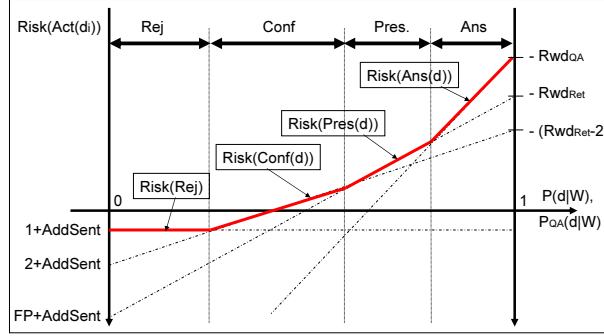 Risk(Act(di)) Rej Conf Pres. Ans
- RwdQA
Risk(Ans(d))
- RwdRet
Risk(Pres(d))
- (RwdRet-2)
Risk(Conf(d))
Risk(Rej)
0 1 P(d|W),
PQA(d|W)
1+AddSent
2+AddSent
FP+AddSent